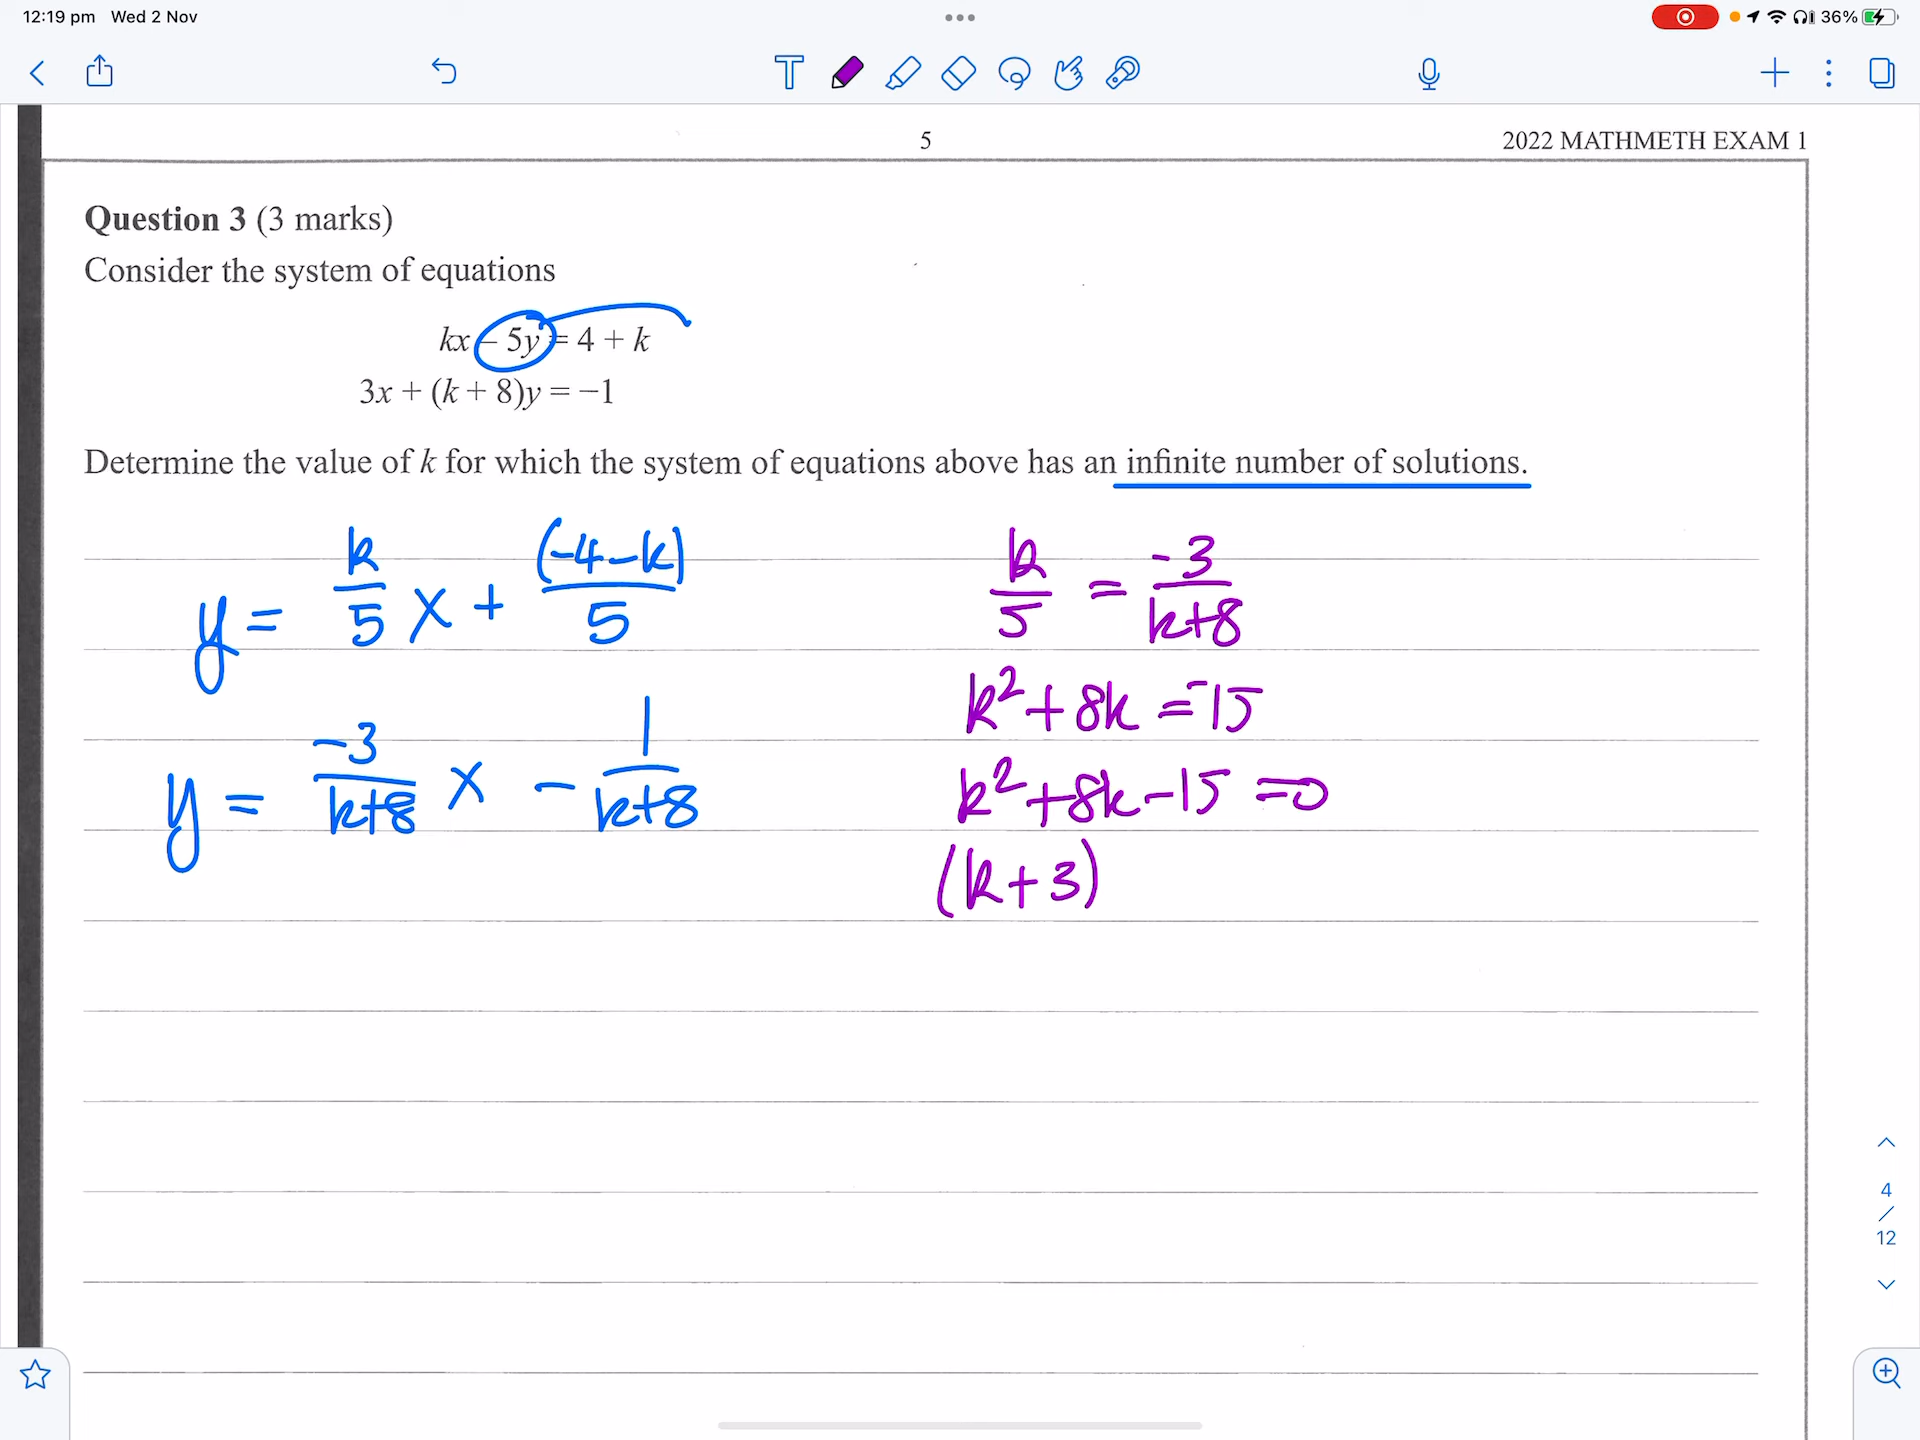 12:19 pm Wed 2 Nov
36%
5
2022 MATHMETH EXAM 1
Question 3 (3 marks)
Consider the system of equations
kx − 5y = 4 + k
3x + (k + 8)y = −1
Determine the value of k for which the system of equations above has an infinite number of solutions.
y = k/5 x + (-4-k)/5
y = -3/(k+8) x - 1/(k+8)
k/5 = -3/(k+8)
k² + 8k = -15
k² + 8k - 15 = 0
(k+3)
4
/
12